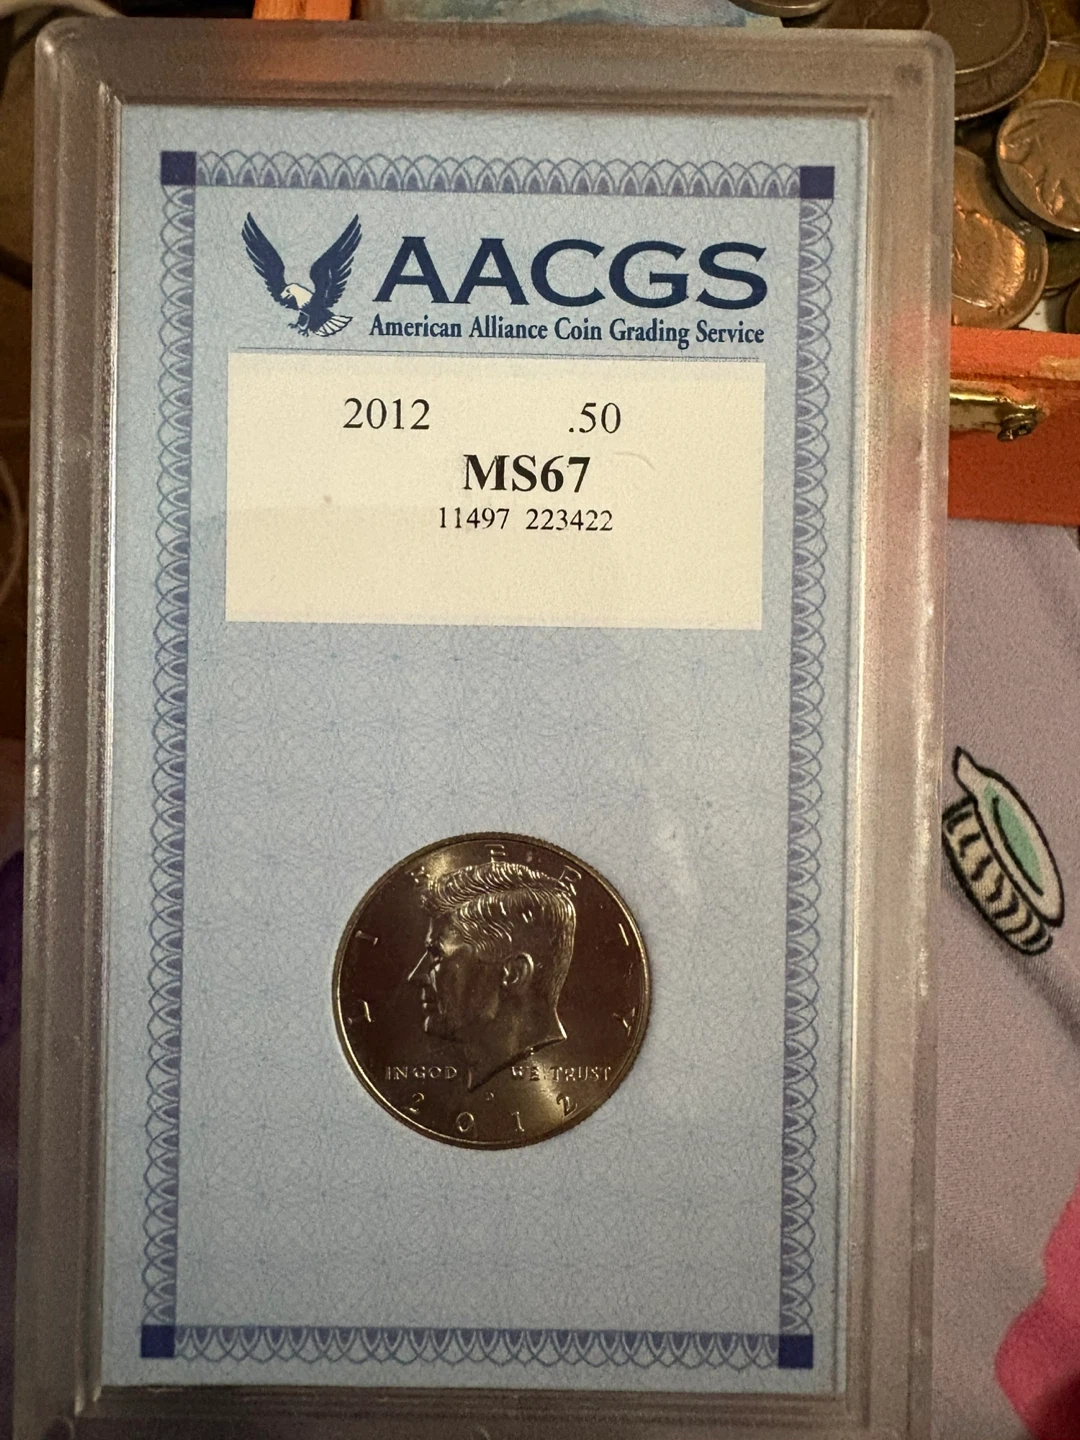 AACGS
American Alliance Coin Grading Service
2012 .50
MS67
11497 223422
LIBERTY
IN GOD WE TRUST
2012